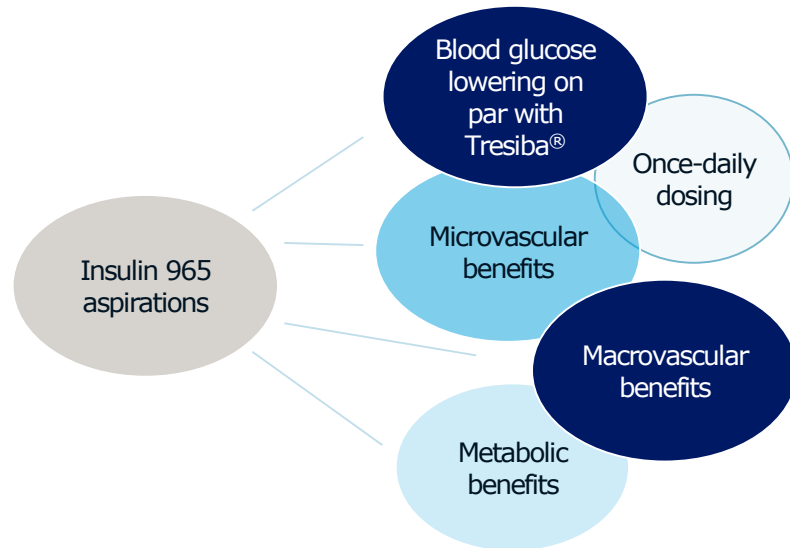 Blood glucose
lowering on
par with
Tresiba®
Once-daily
dosing
Microvascular
benefits
Insulin 965
aspirations
Macrovascular
benefits
Metabolic
benefits